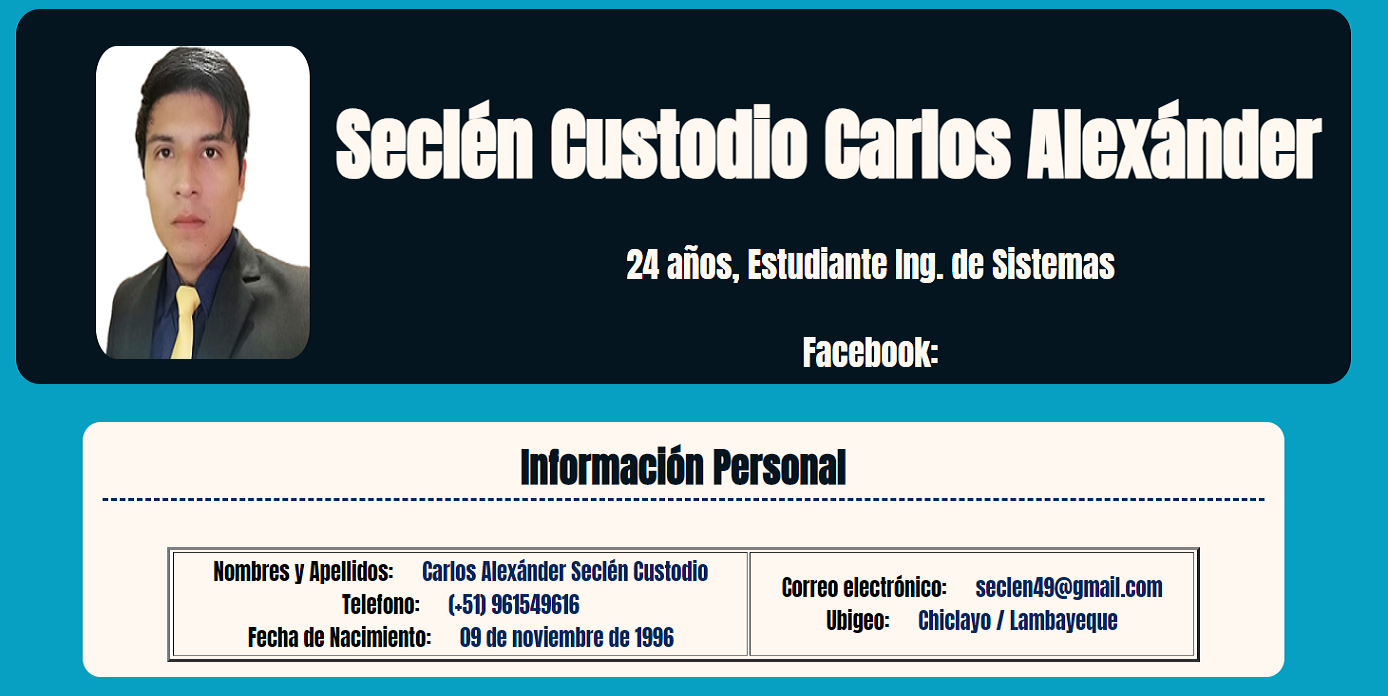 Seclén Custodio Carlos Alexánder
24 años, Estudiante Ing. de Sistemas
Facebook:
Información Personal
Nombres y Apellidos: Carlos Alexánder Seclén Custodio
Telefono: (+51) 961549616
Fecha de Nacimiento: 09 de noviembre de 1996
Correo electrónico: seclen49@gmail.com
Ubigeo: Chiclayo / Lambayeque